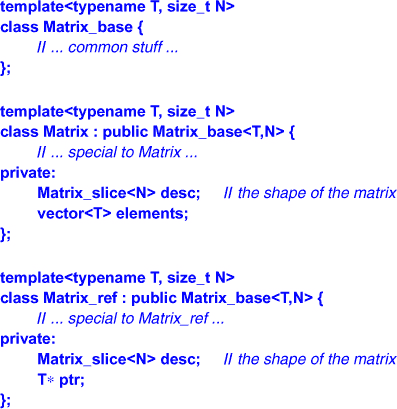 template<typename T, size_t N>
class Matrix_base {
// ... common stuff ...
};
template<typename T, size_t N>
class Matrix : public Matrix_base<T,N> {
// ... special to Matrix ...
private:
Matrix_slice<N> desc; // the shape of the matrix
vector<T> elements;
};
template<typename T, size_t N>
class Matrix_ref : public Matrix_base<T,N> {
// ... special to Matrix_ref ...
private:
Matrix_slice<N> desc; // the shape of the matrix
T* ptr;
};